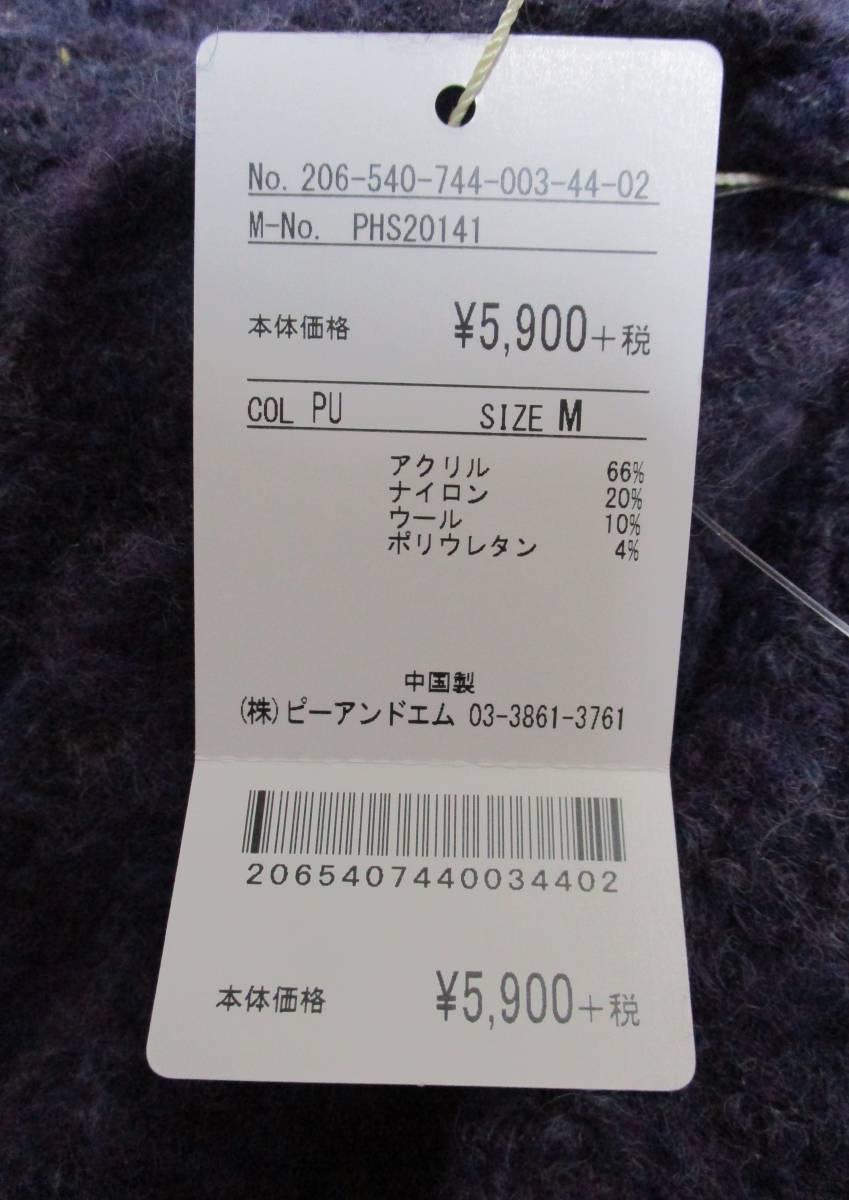 No. 206-540-744-003-44-02
M-No. PHS20141
本体価格 ¥5,900+税
COL PU SIZE M
アクリル 66%
ナイロン 20%
ウール 10%
ポリウレタン 4%
中国製
(株)ピーアンドエム 03-3861-3761
2065407440034402
本体価格 ¥5,900+税